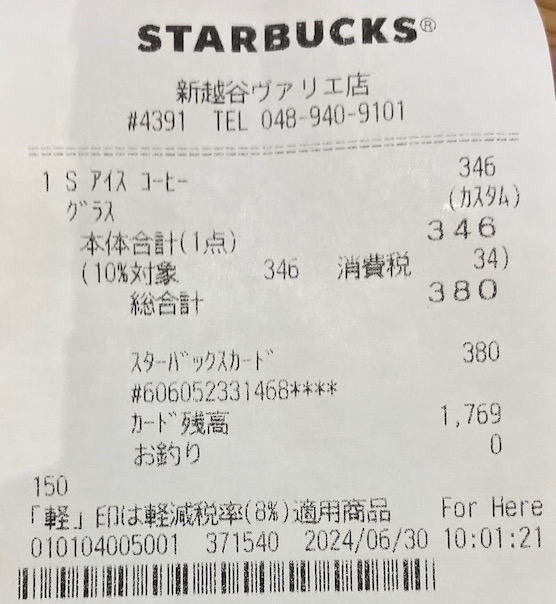 STARBUCKS®
新越谷ヴァリエ店
#4391 TEL 048-940-9101
1 S アイス コーヒー 346
グラス (カスタム)
本体合計(1点) 346
(10%対象 346 消費税 34)
総合計 380
スターバックスカード 380
#606052331468****
カード残高 1,769
お釣り 0
150
「軽」印は軽減税率(8%)適用商品 For Here
010104005001 371540 2024/06/30 10:01:21